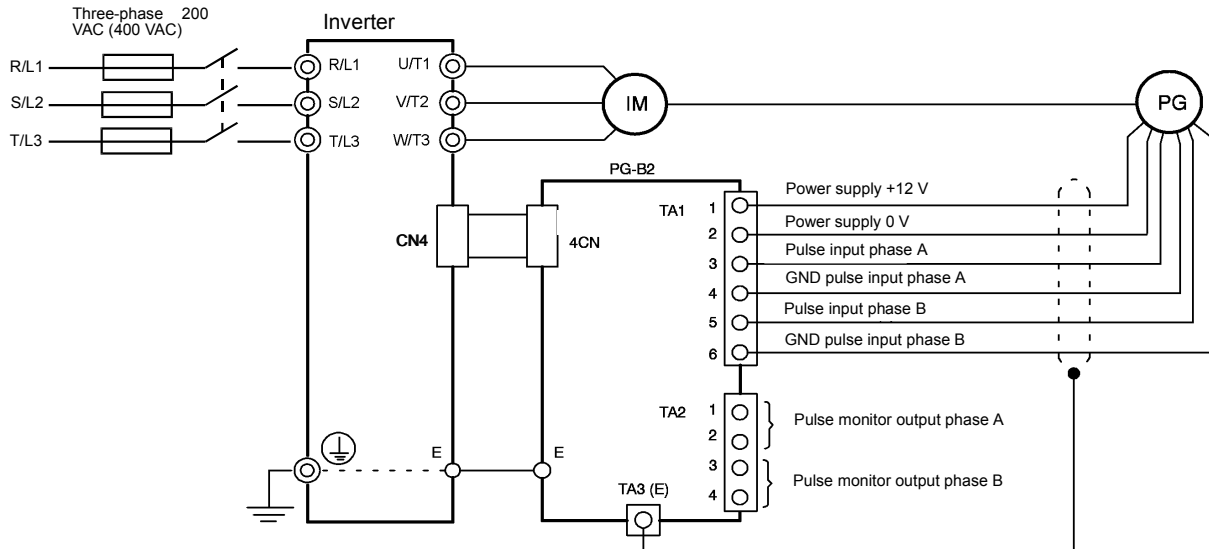 Three-phase 200
VAC (400 VAC)
Inverter
R/L1
R/L1
U/T1
S/L2
S/L2
V/T2
IM
PG
T/L3
T/L3
W/T3
PG-B2
TA1
1
Power supply +12 V
2
Power supply 0 V
CN4
4CN
3
Pulse input phase A
4
GND pulse input phase A
5
Pulse input phase B
6
GND pulse input phase B
TA2
1
Pulse monitor output phase A
2
E
E
3
Pulse monitor output phase B
4
TA3 (E)